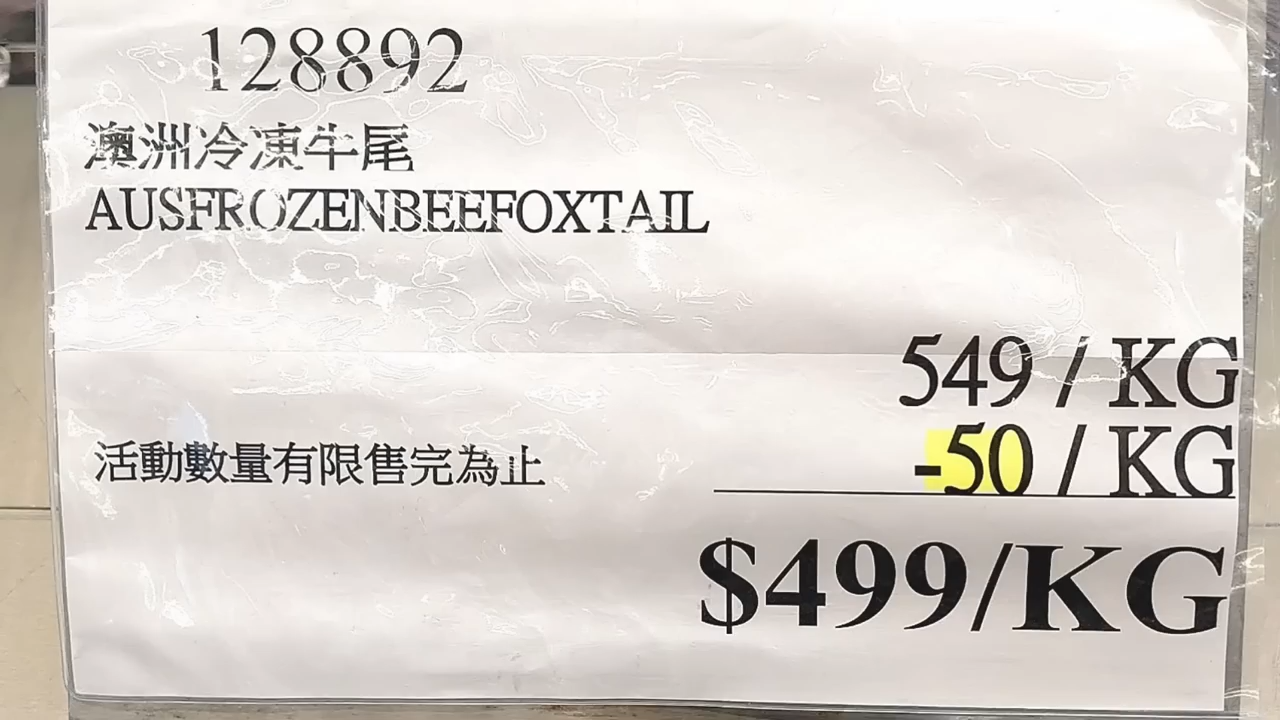 128892
澳洲冷凍牛尾
AUSFROZENBEEFOXTAIL
549 / KG
活動數量有限售完為止 -50 / KG
$499/KG